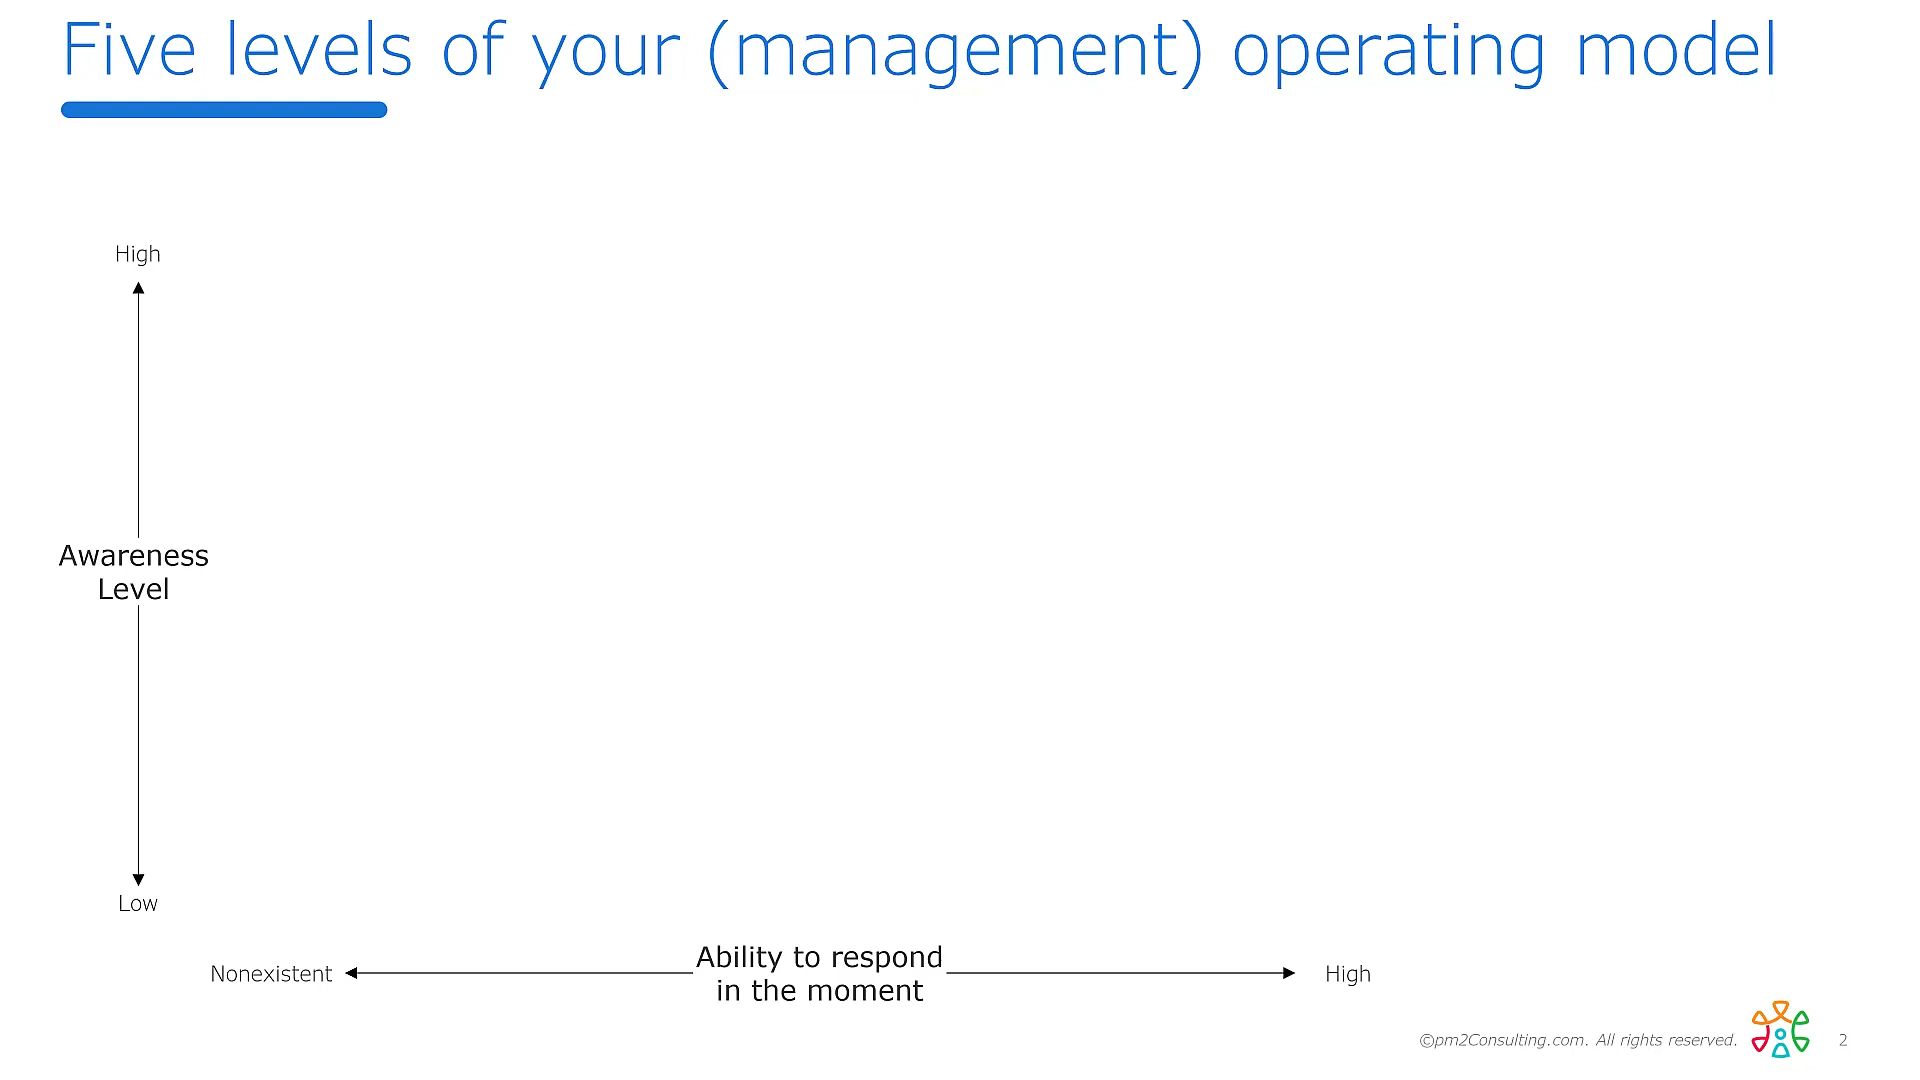 Five levels of your (management) operating model
High
Awareness
Level
Low
Nonexistent
Ability to respond
in the moment
High
©pm2Consulting.com. All rights reserved.
2